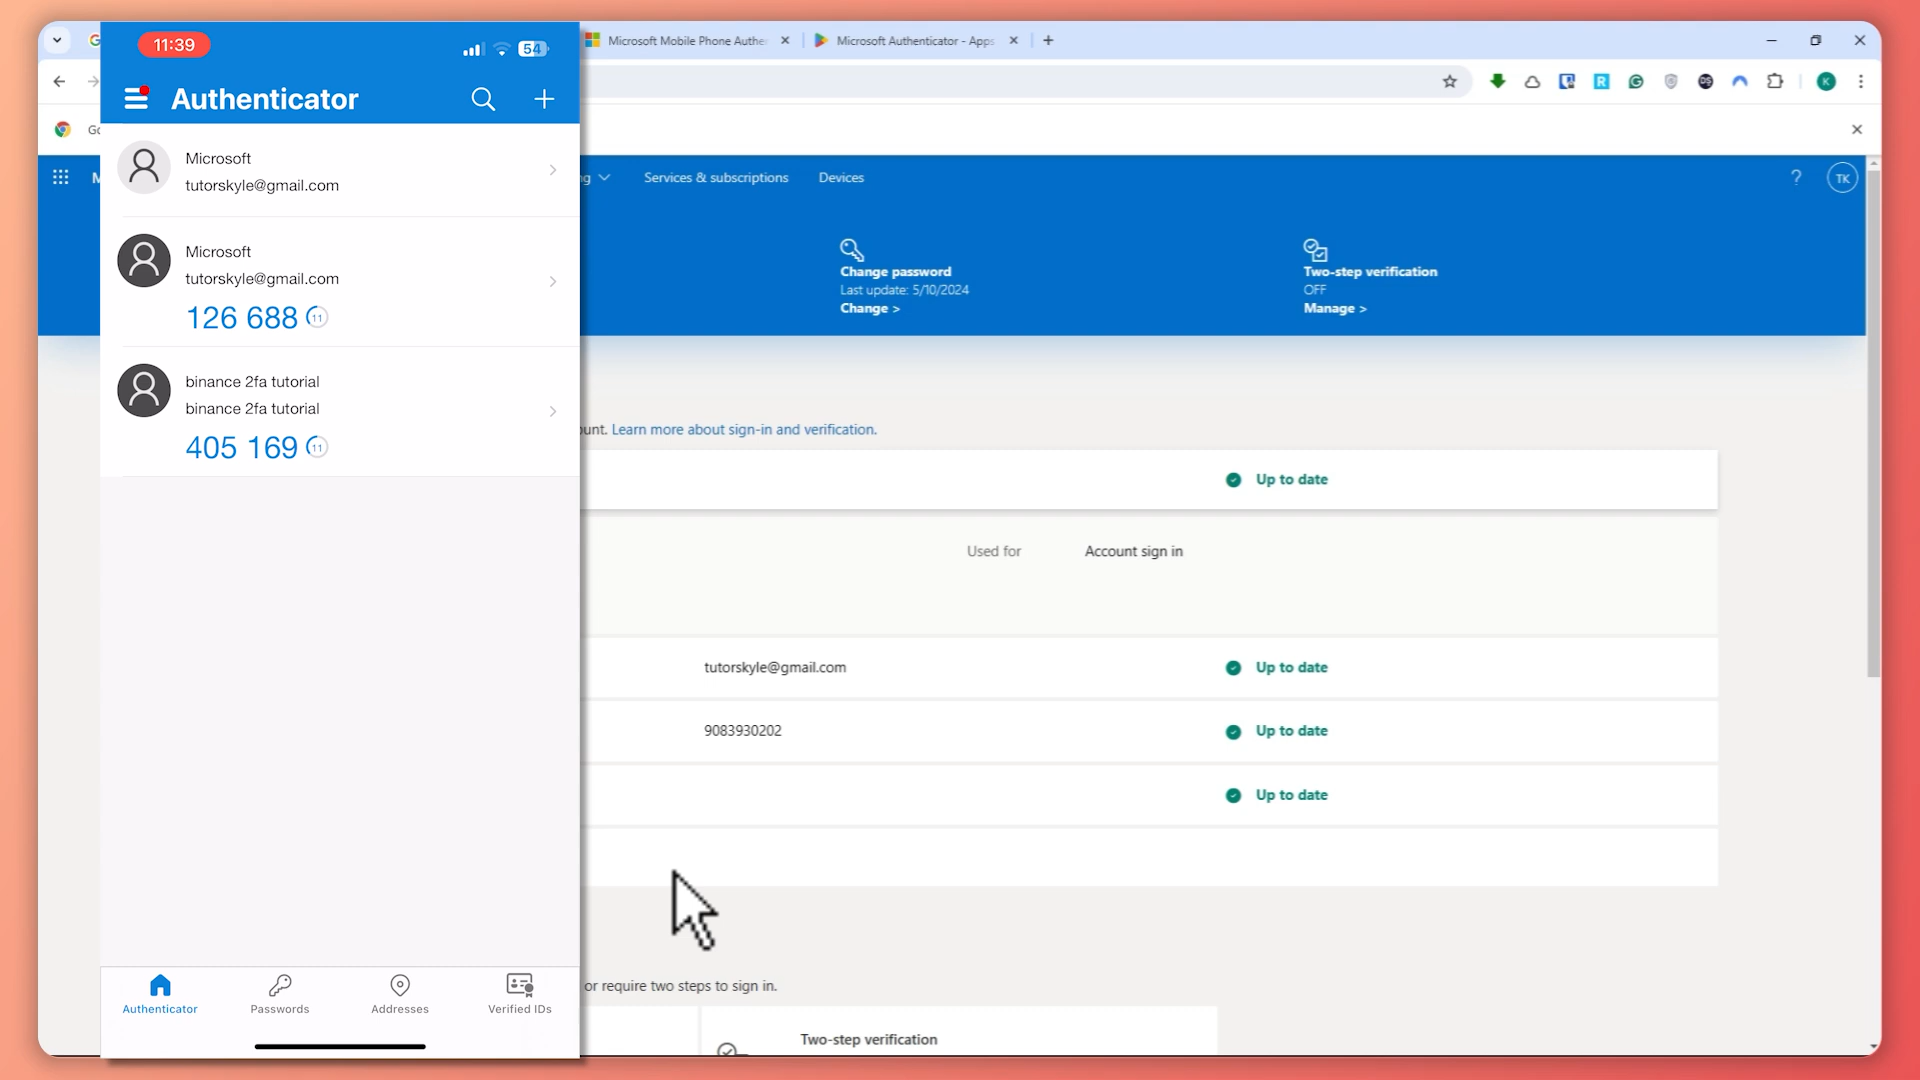 11:39
54
Authenticator
Microsoft
tutorskyle@gmail.com
Microsoft
tutorskyle@gmail.com
126 688
11
binance 2fa tutorial
binance 2fa tutorial
405 169
11
Authenticator
Passwords
Addresses
Verified IDs
Microsoft Mobile Phone Authe
Microsoft Authenticator - Apps
K
Services & subscriptions
Devices
?
TK
Change password
Last update: 5/10/2024
Change >
Two-step verification
OFF
Manage >
unt. Learn more about sign-in and verification.
Up to date
Used for
Account sign in
tutorskyle@gmail.com
Up to date
9083930202
Up to date
Up to date
or require two steps to sign in.
Two-step verification